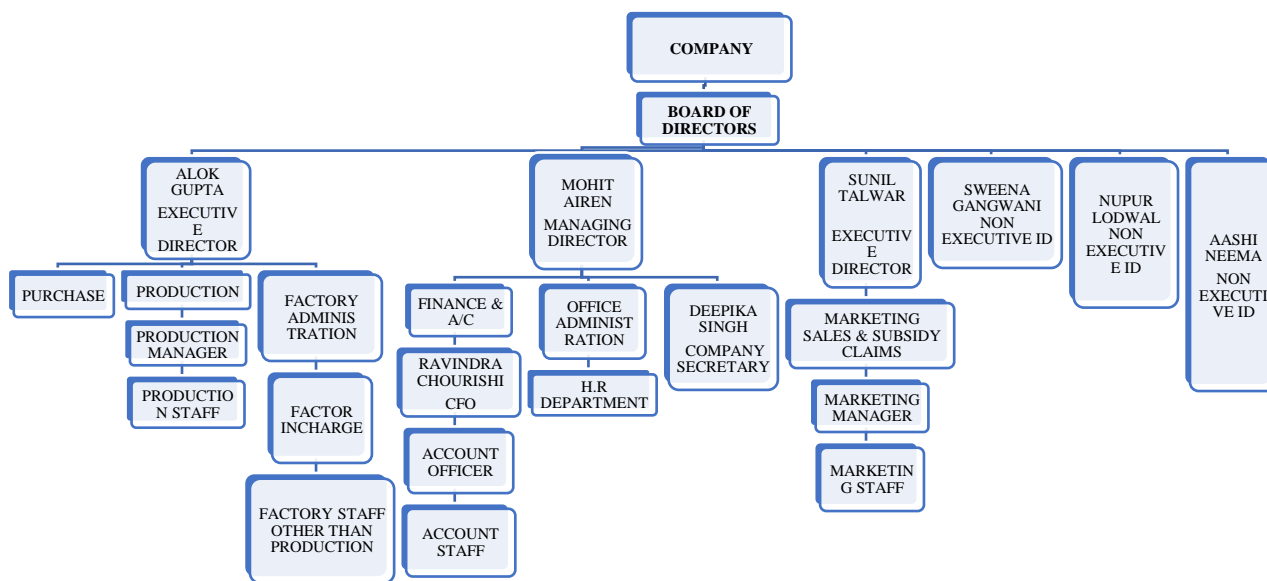 COMPANY
BOARD OF
DIRECTORS
ALOK
GUPTA
EXECUTIV
E
DIRECTOR
MOHIT
AIREN
MANAGING
DIRECTOR
SUNIL
TALWAR
EXECUTIV
E
DIRECTOR
SWEENA
GANGWANI
NON
EXECUTIVE ID
NUPUR
LODWAL
NON
EXECUTIV
E ID
AASHI
NEEMA
NON
EXECUTI
VE ID
PURCHASE
PRODUCTION
PRODUCTION
MANAGER
PRODUCTIO
N STAFF
FACTORY
ADMINIS
TRATION
FACTOR
INCHARGE
FACTORY STAFF
OTHER THAN
PRODUCTION
FINANCE &
A/C
RAVINDRA
CHOURISHI
CFO
ACCOUNT
OFFICER
ACCOUNT
STAFF
OFFICE
ADMINIST
RATION
H.R
DEPARTMENT
DEEPIKA
SINGH
COMPANY
SECRETARY
MARKETING
SALES & SUBSIDY
CLAIMS
MARKETING
MANAGER
MARKETIN
G STAFF